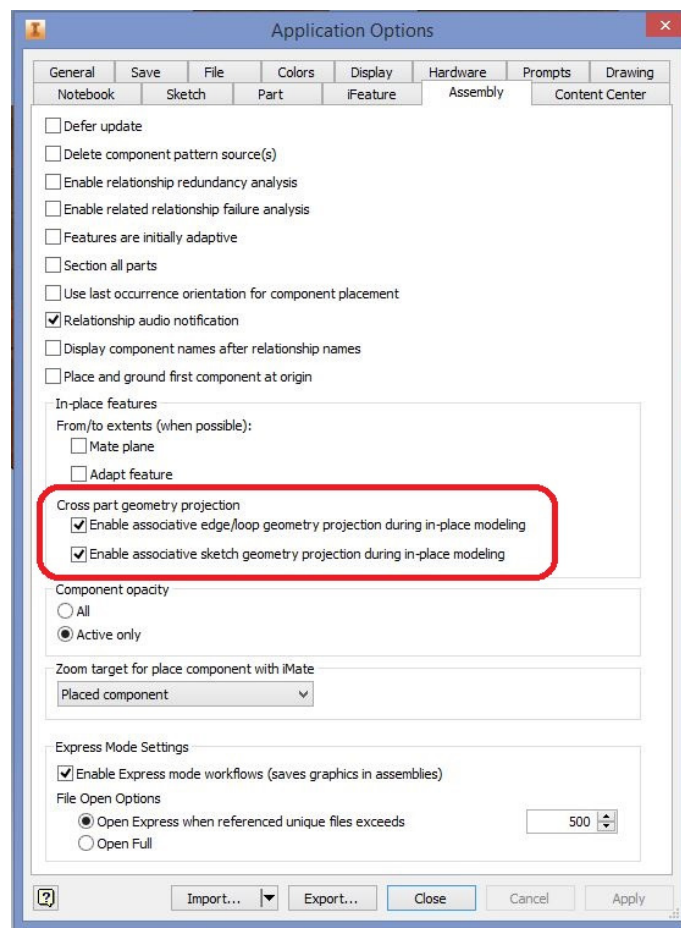 Application Options
General Save File Colors Display Hardware Prompts Drawing
Notebook Sketch Part iFeature Assembly Content Center
Defer update
Delete component pattern source(s)
Enable relationship redundancy analysis
Enable related relationship failure analysis
Features are initially adaptive
Section all parts
Use last occurrence orientation for component placement
Relationship audio notification
Display component names after relationship names
Place and ground first component at origin
In-place features
From/to extents (when possible):
Mate plane
Adapt feature
Cross part geometry projection
Enable associative edge/loop geometry projection during in-place modeling
Enable associative sketch geometry projection during in-place modeling
Component opacity
All
Active only
Zoom target for place component with iMate
Placed component
Express Mode Settings
Enable Express mode workflows (saves graphics in assemblies)
File Open Options
Open Express when referenced unique files exceeds 500
Open Full
Import... Export... Close Cancel Apply